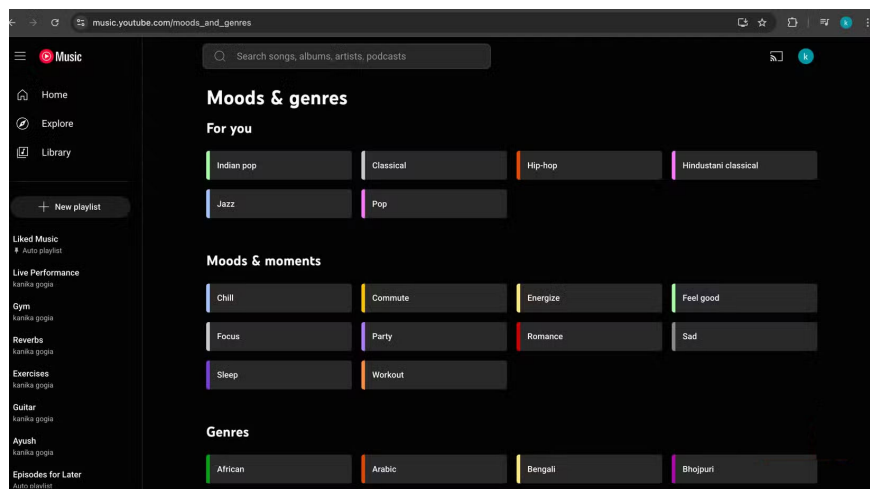 music.youtube.com/moods_and_genres
k
Music
Search songs, albums, artists, podcasts
k
Home
Explore
Library
New playlist
Liked Music
Auto playlist
Live Performance
kanika gogia
Gym
kanika gogia
Reverbs
kanika gogia
Exercises
kanika gogia
Guitar
kanika gogia
Ayush
kanika gogia
Episodes for Later
Auto playlist
Moods & genres
For you
Indian pop
Classical
Hip-hop
Hindustani classical
Jazz
Pop
Moods & moments
Chill
Commute
Energize
Feel good
Focus
Party
Romance
Sad
Sleep
Workout
Genres
African
Arabic
Bengali
Bhojpuri